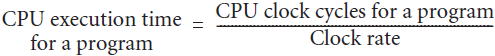 CPU execution time
for a program
=
CPU clock cycles for a program
Clock rate